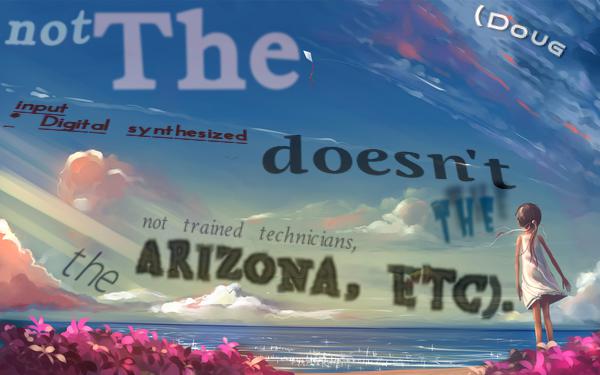 not The
(Doug
input
• Digital synthesized
doesn't
THE
not trained technicians,
the
ARIZONA, ETC).